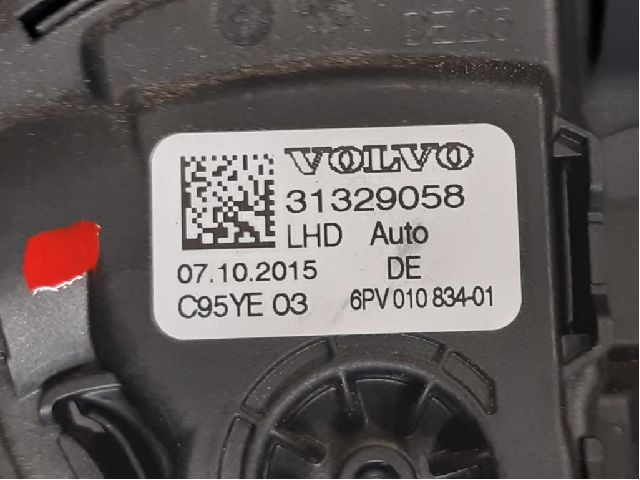 VOLVO
31329058
LHD Auto
07.10.2015 DE
C95YE 03 6PV 010 834-01